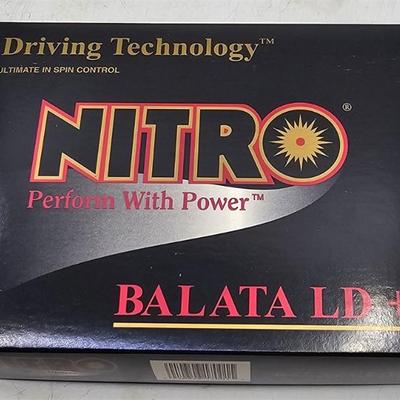 Driving Technology™
ULTIMATE IN SPIN CONTROL
NITRO®
Perform With Power™
BALATA LD +